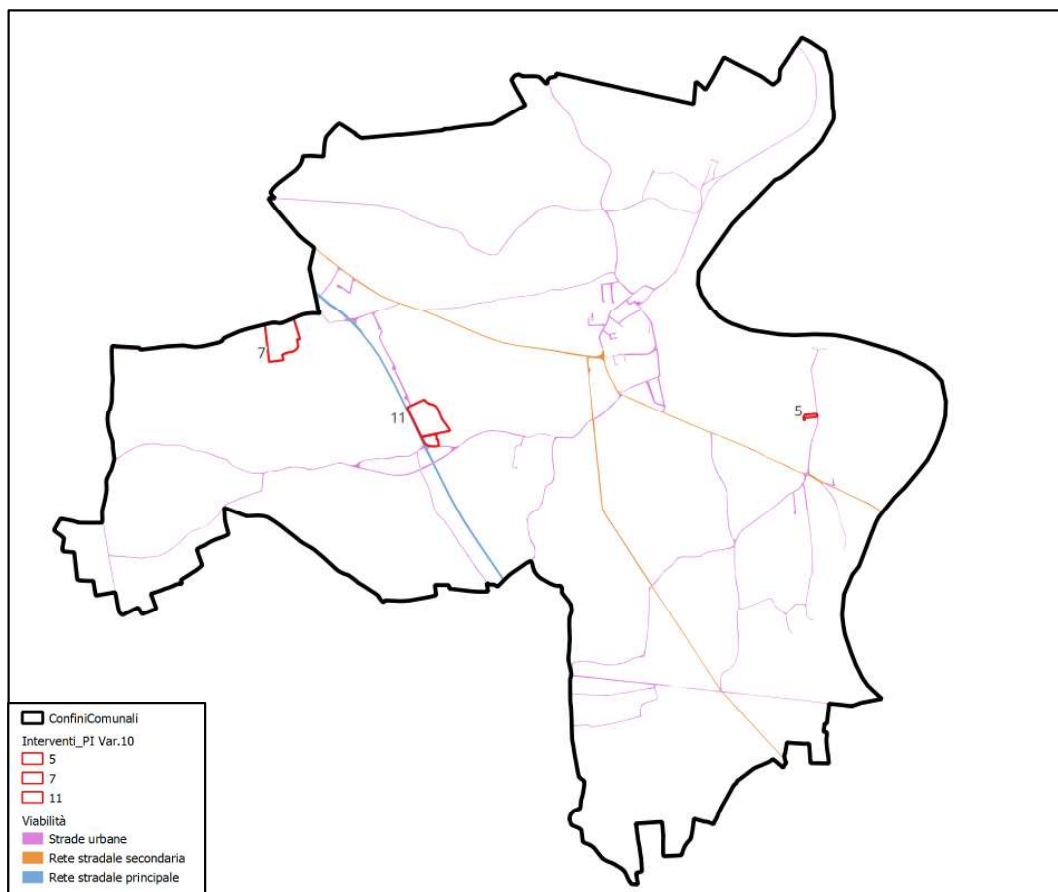 7
11
5
ConfiniComunali
Interventi_PI Var.10
5
7
11
Viabilità
Strade urbane
Rete stradale secondaria
Rete stradale principale